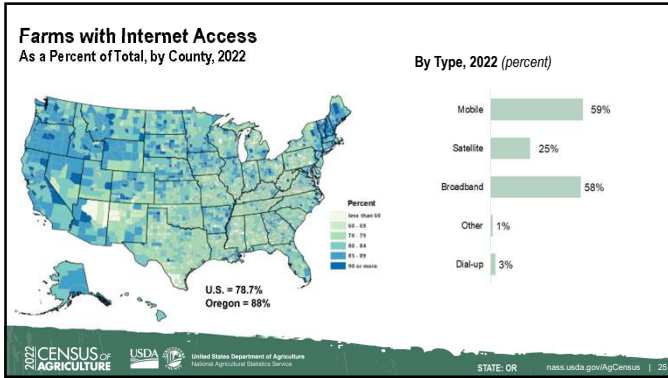 Farms with Internet Access
As a Percent of Total, by County, 2022
By Type, 2022 (percent)
Mobile
59%
Satellite
25%
Broadband
58%
Other
1%
Dial-up
3%
Percent
less than 60
60 - 69
70 - 79
80 - 84
85 - 89
90 or more
U.S. = 78.7%
Oregon = 88%
2022 CENSUS OF AGRICULTURE
USDA
United States Department of Agriculture
National Agricultural Statistics Service
STATE: OR
nass.usda.gov/AgCensus | 25